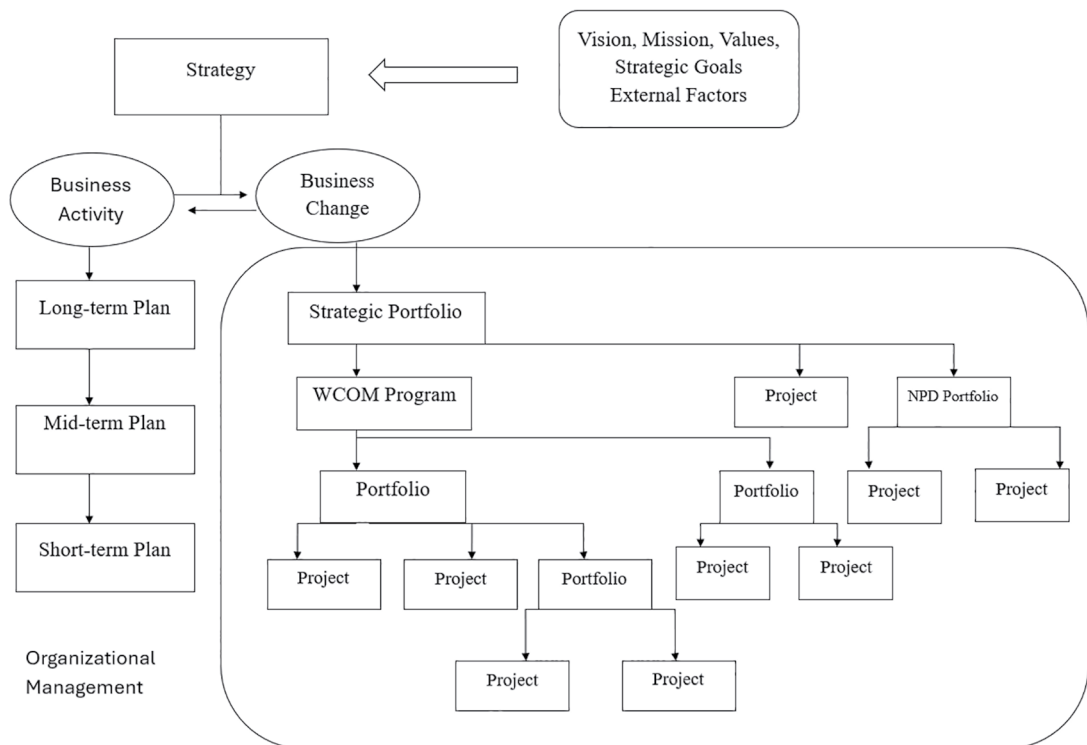 Vision, Mission, Values,
Strategic Goals
External Factors
Strategy
Business
Activity
Business
Change
Long-term Plan
Mid-term Plan
Short-term Plan
Organizational
Management
Strategic Portfolio
WCOM Program
Project
NPD Portfolio
Portfolio
Portfolio
Project
Project
Project
Project
Portfolio
Project
Project
Project
Project